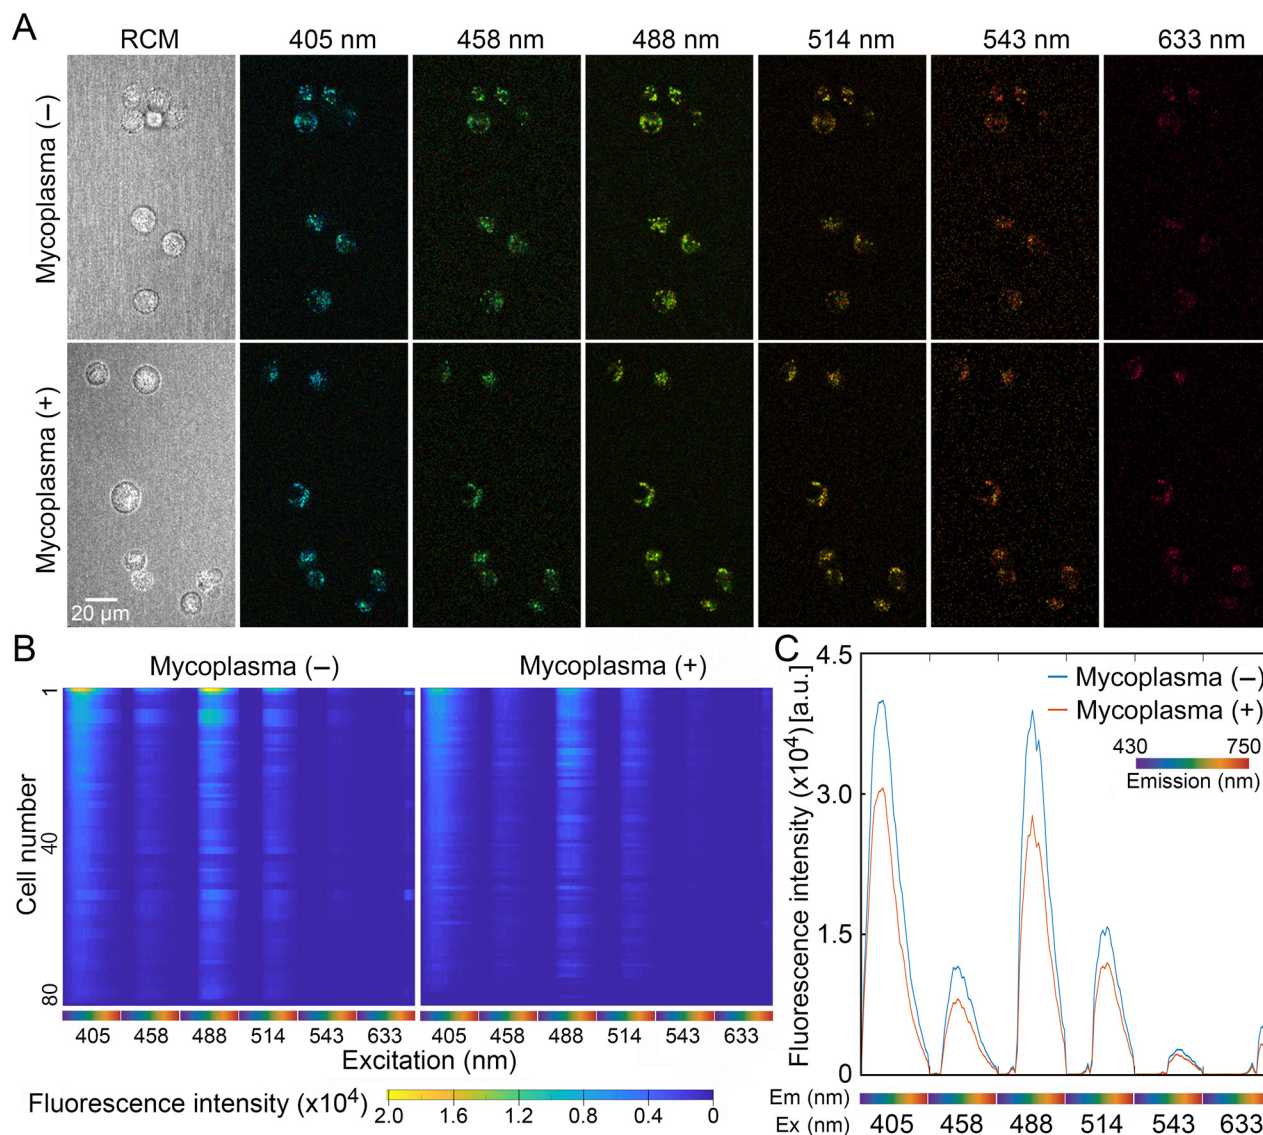 A
RCM 405 nm 458 nm 488 nm 514 nm 543 nm 633 nm
Mycoplasma (–)
Mycoplasma (+)
20 µm
B
Mycoplasma (–) Mycoplasma (+)
1
40
80
Cell number
405 458 488 514 543 633 405 458 488 514 543 633
Excitation (nm)
Fluorescence intensity (x10⁴)
2.0 1.6 1.2 0.8 0.4 0
C
4.5
3.0
1.5
0
Fluorescence intensity (x10⁴) [a.u.]
Mycoplasma (–)
Mycoplasma (+)
430 750
Emission (nm)
Em (nm)
Ex (nm) 405 458 488 514 543 633